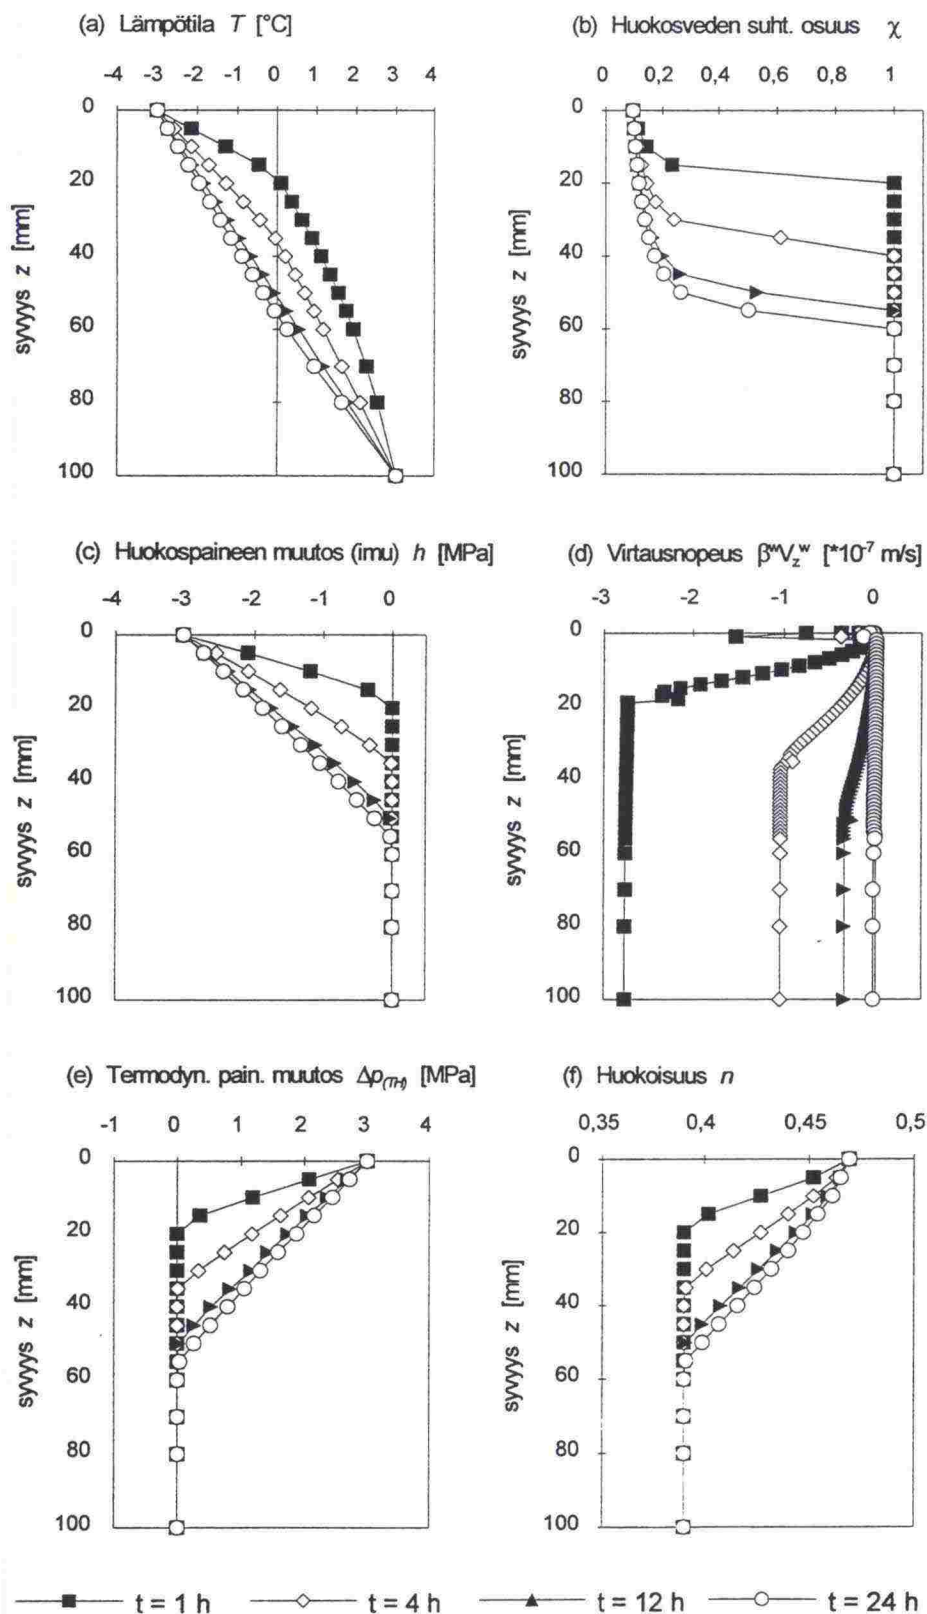 (a) Lämpötila T [°C]
-4 -3 -2 -1 0 1 2 3 4
0
20
40
60
80
100
syvyys z [mm]
(b) Huokosveden suht. osuus χ
0 0,2 0,4 0,6 0,8 1
0
20
40
60
80
100
syvyys z [mm]
(c) Huokospaineen muutos (imu) h [MPa]
-4 -3 -2 -1 0
0
20
40
60
80
100
syvyys z [mm]
(d) Virtausnopeus βʷV_zʷ [*10⁻⁷ m/s]
-3 -2 -1 0
0
20
40
60
80
100
syvyys z [mm]
(e) Termodyn. pain. muutos Δp(TH) [MPa]
-1 0 1 2 3 4
0
20
40
60
80
100
syvyys z [mm]
(f) Huokoisuus n
0,35 0,4 0,45 0,5
0
20
40
60
80
100
syvyys z [mm]
t = 1 h t = 4 h t = 12 h t = 24 h